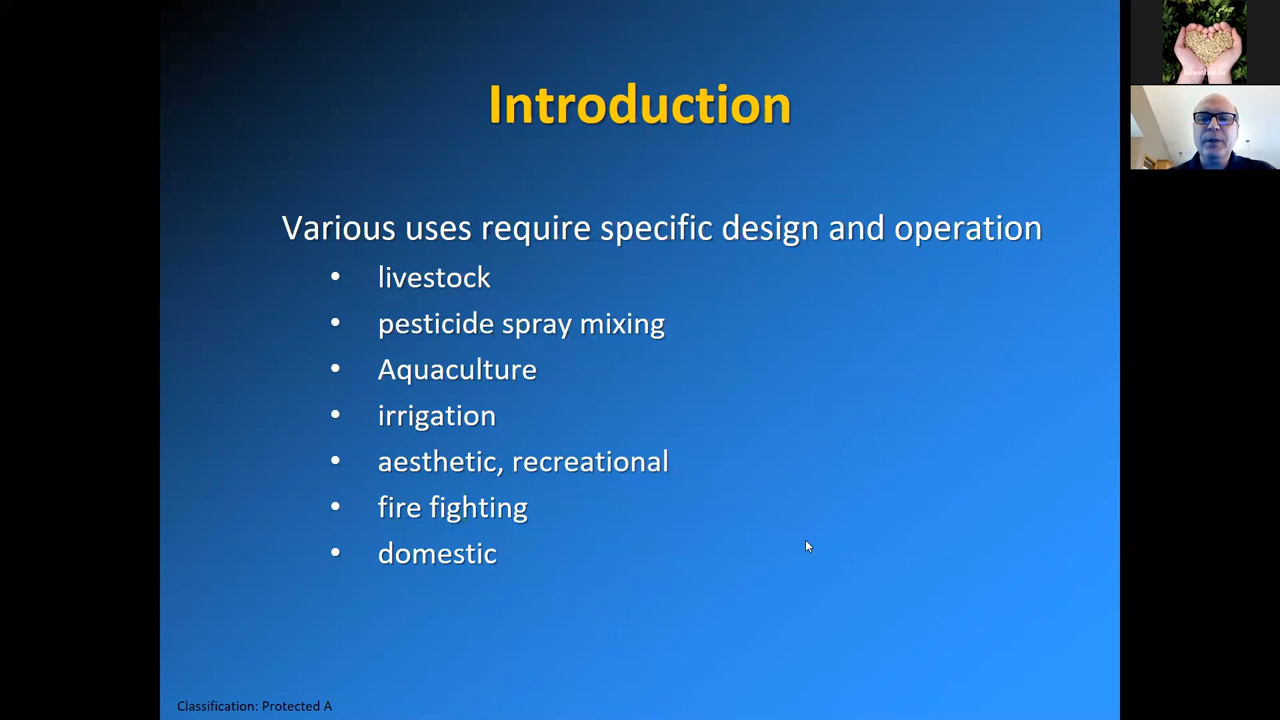 Introduction
Various uses require specific design and operation
• livestock
• pesticide spray mixing
• Aquaculture
• irrigation
• aesthetic, recreational
• fire fighting
• domestic
Classification: Protected A